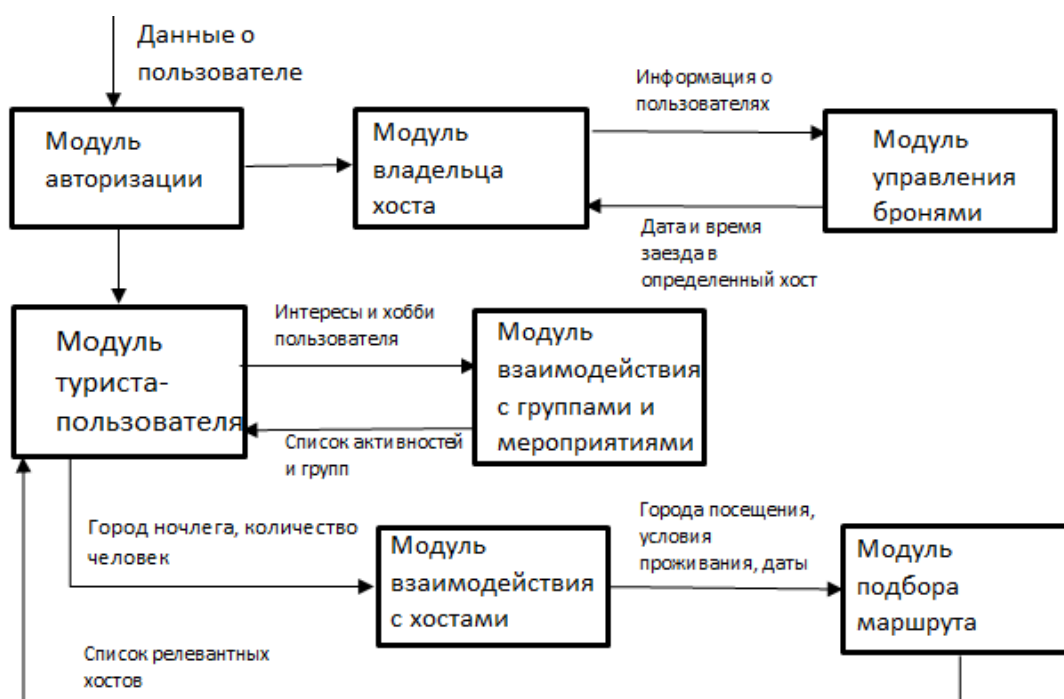 Данные о
пользователе
Модуль
авторизации
Модуль
владельца
хоста
Информация о
пользователях
Модуль
управления
бронями
Дата и время
заезда в
определенный хост
Модуль
туриста-
пользователя
Интересы и хобби
пользователя
Модуль
взаимодействия
с группами и
мероприятиями
Список активностей
и групп
Город ночлега, количество
человек
Модуль
взаимодействия
с хостами
Города посещения,
условия
проживания, даты
Модуль
подбора
маршрута
Список релевантных
хостов